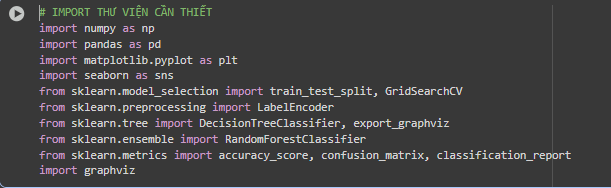 # IMPORT THƯ VIỆN CẦN THIẾT
import numpy as np
import pandas as pd
import matplotlib.pyplot as plt
import seaborn as sns
from sklearn.model_selection import train_test_split, GridSearchCV
from sklearn.preprocessing import LabelEncoder
from sklearn.tree import DecisionTreeClassifier, export_graphviz
from sklearn.ensemble import RandomForestClassifier
from sklearn.metrics import accuracy_score, confusion_matrix, classification_report
import graphviz